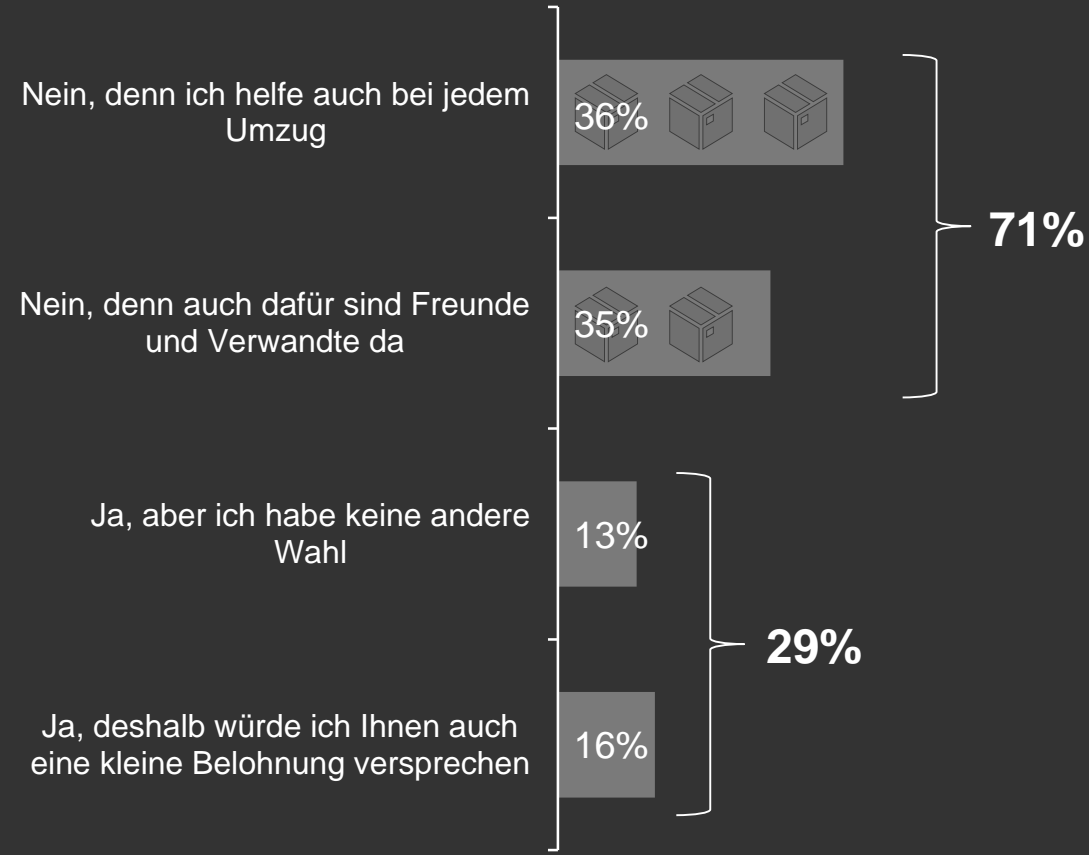 Nein, denn ich helfe auch bei jedem
Umzug
36%
71%
Nein, denn auch dafür sind Freunde
und Verwandte da
35%
Ja, aber ich habe keine andere
Wahl
13%
29%
Ja, deshalb würde ich Ihnen auch
eine kleine Belohnung versprechen
16%